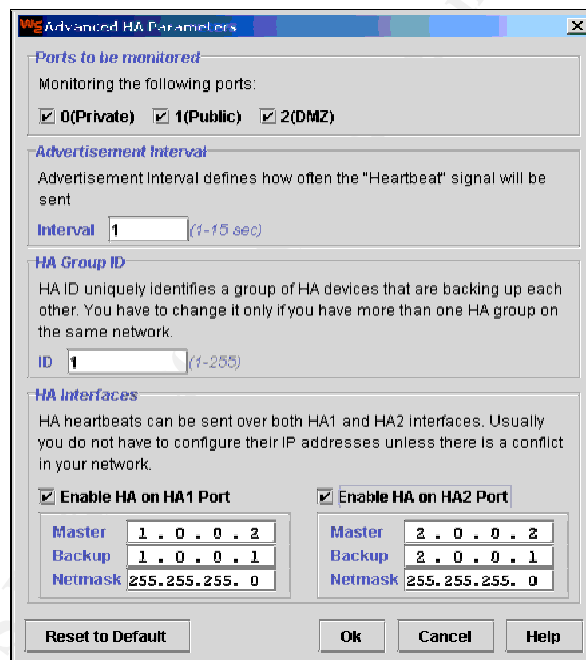 WG Advanced HA Parameters
Ports to be monitored
Monitoring the following ports:
0(Private) 1(Public) 2(DMZ)
Advertisement Interval
Advertisement Interval defines how often the "Heartbeat" signal will be
sent
Interval 1 (1-15 sec)
HA Group ID
HA ID uniquely identifies a group of HA devices that are backing up each
other. You have to change it only if you have more than one HA group on
the same network.
ID 1 (1-255)
HA Interfaces
HA heartbeats can be sent over both HA1 and HA2 interfaces. Usually
you do not have to configure their IP addresses unless there is a conflict
in your network.
Enable HA on HA1 Port Enable HA on HA2 Port
Master 1 . 0 . 0 . 2 Master 2 . 0 . 0 . 2
Backup 1 . 0 . 0 . 1 Backup 2 . 0 . 0 . 1
Netmask 255.255.255. 0 Netmask 255.255.255. 0
Reset to Default Ok Cancel Help